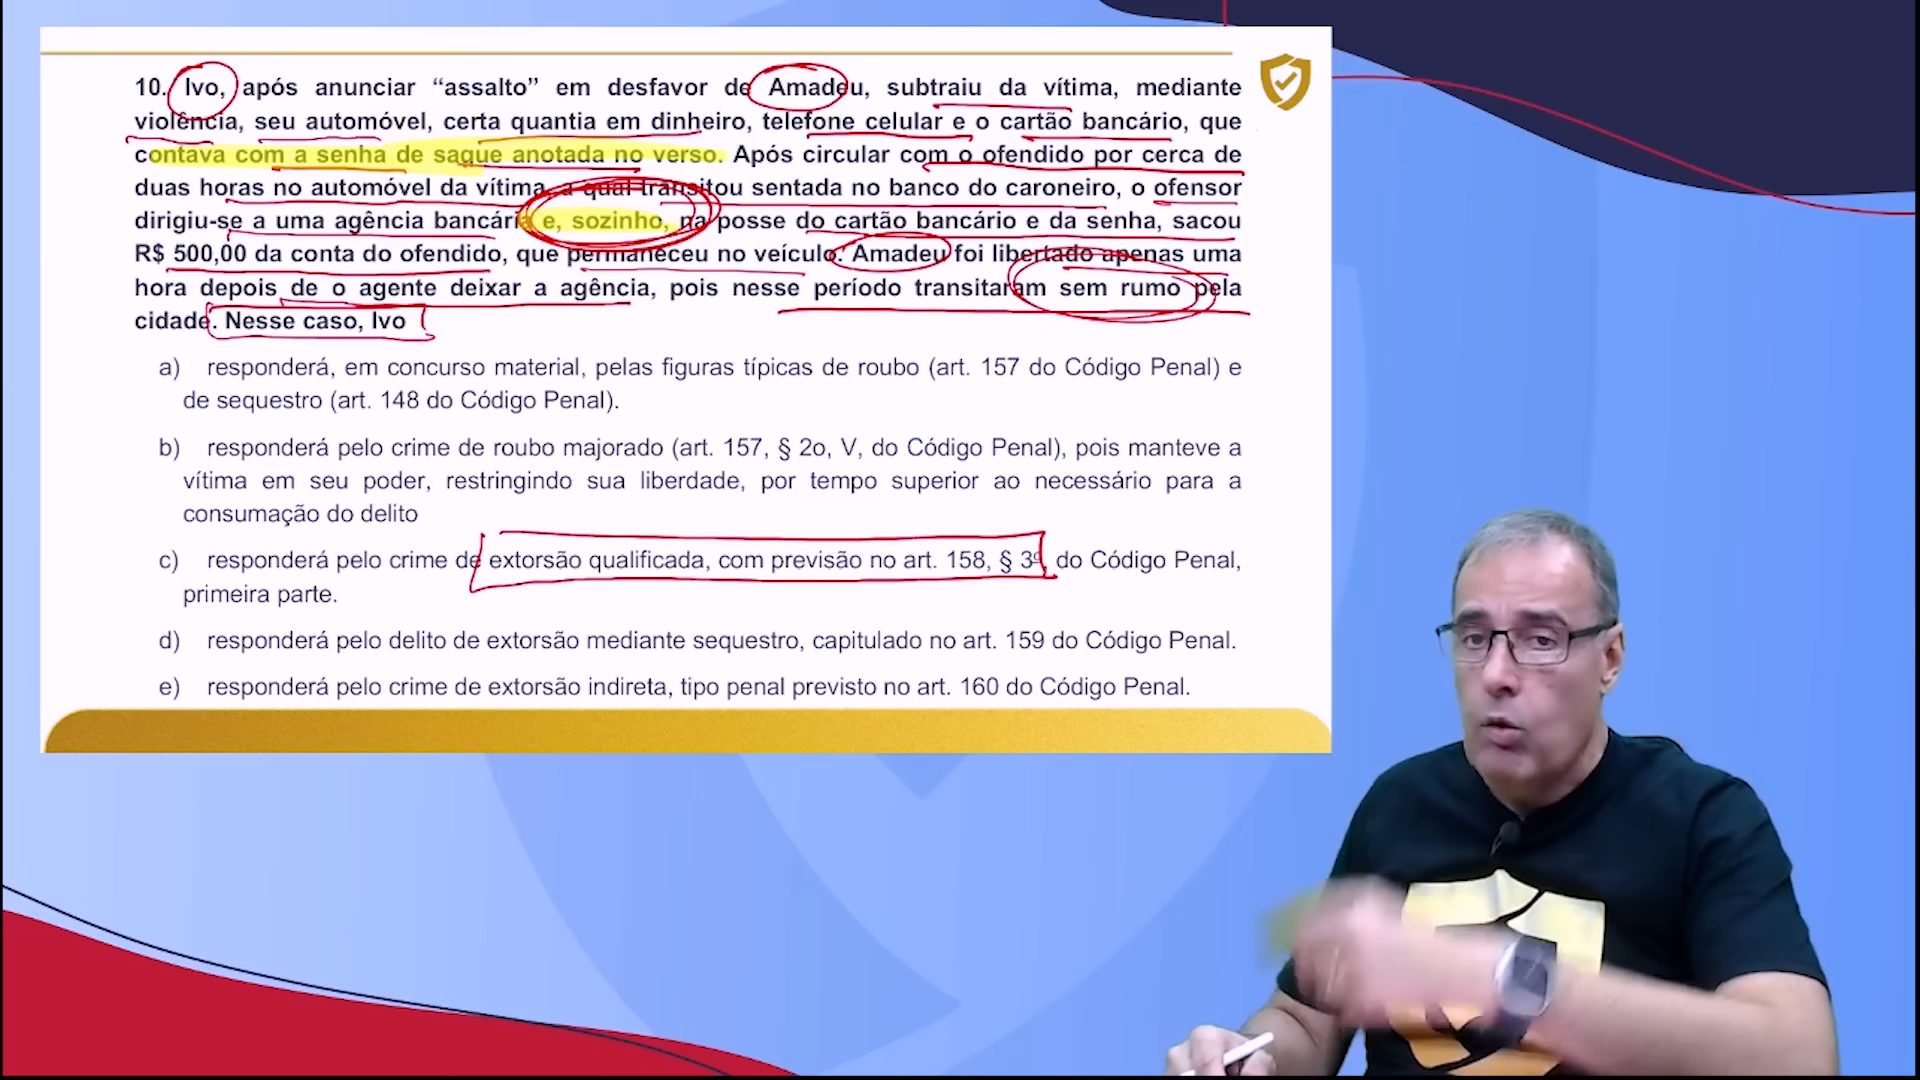 10. Ivo, após anunciar “assalto” em desfavor de Amadeu, subtraiu da vítima, mediante
violência, seu automóvel, certa quantia em dinheiro, telefone celular e o cartão bancário, que
contava com a senha de saque anotada no verso. Após circular com o ofendido por cerca de
duas horas no automóvel da vítima, a qual transitou sentada no banco do caroneiro, o ofensor
dirigiu-se a uma agência bancária e, sozinho, na posse do cartão bancário e da senha, sacou
R$ 500,00 da conta do ofendido, que permaneceu no veículo. Amadeu foi libertado apenas uma
hora depois de o agente deixar a agência, pois nesse período transitaram sem rumo pela
cidade. Nesse caso, Ivo
a) responderá, em concurso material, pelas figuras típicas de roubo (art. 157 do Código Penal) e
de sequestro (art. 148 do Código Penal).
b) responderá pelo crime de roubo majorado (art. 157, § 2o, V, do Código Penal), pois manteve a
vítima em seu poder, restringindo sua liberdade, por tempo superior ao necessário para a
consumação do delito
c) responderá pelo crime de extorsão qualificada, com previsão no art. 158, § 3º, do Código Penal,
primeira parte.
d) responderá pelo delito de extorsão mediante sequestro, capitulado no art. 159 do Código Penal.
e) responderá pelo crime de extorsão indireta, tipo penal previsto no art. 160 do Código Penal.